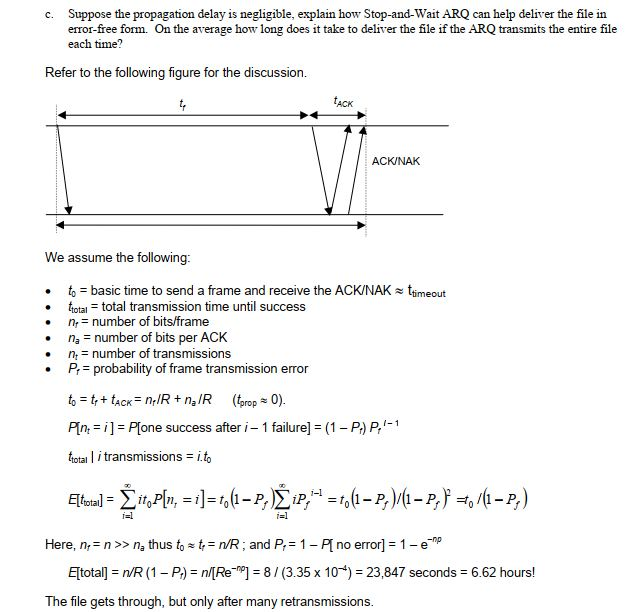 c. Suppose the propagation delay is negligible, explain how Stop-and-Wait ARQ can help deliver the file in
error-free form. On the average how long does it take to deliver the file if the ARQ transmits the entire file
each time?
Refer to the following figure for the discussion.
t_f t_ACK
ACK/NAK
We assume the following:
• t_0 = basic time to send a frame and receive the ACK/NAK ≈ t_timeout
• t_total = total transmission time until success
• n_f = number of bits/frame
• n_a = number of bits per ACK
• n_t = number of transmissions
• P_f = probability of frame transmission error
t_0 = t_f + t_ACK = n_f/R + n_a/R (t_prop ≈ 0).
P[n_t = i ] = P[one success after i – 1 failure] = (1 – P_f) P_f^{i – 1}
t_total | i transmissions = i.t_0
E[t_total] = ∑_{i=1}^{∞} it_0P[n_t = i] = t_0(1 – P_f)∑_{i=1}^{∞} iP_f^{i–1} = t_0(1 – P_f)/(1 – P_f)^2 = t_0/(1 – P_f)
Here, n_f = n >> n_a thus t_0 ≈ t_f = n/R ; and P_f = 1 – P[ no error] = 1 – e^{–np}
E[total] = n/R (1 – P_f) = n/[Re^{–np}] = 8 / (3.35 x 10^{–4}) = 23,847 seconds = 6.62 hours!
The file gets through, but only after many retransmissions.